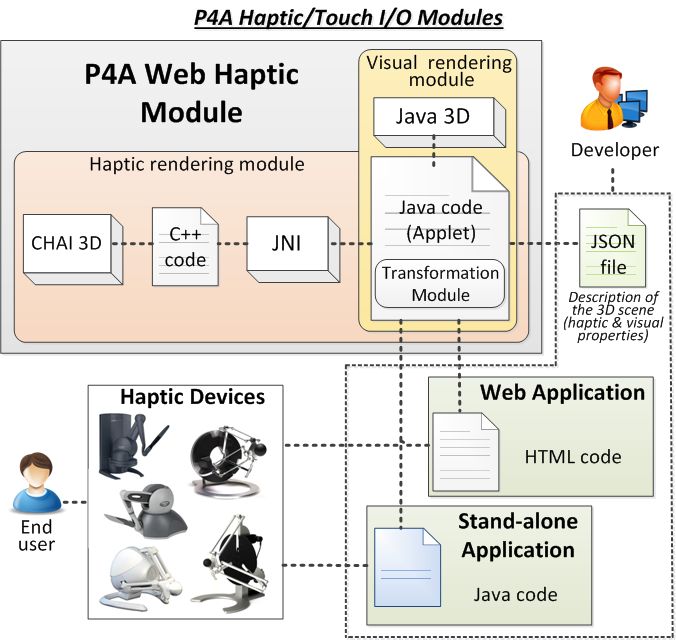 P4A Haptic/Touch I/O Modules
P4A Web Haptic
Module
Visual rendering
module
Java 3D
Developer
Haptic rendering module
CHAI 3D
C++
code
JNI
Java code
(Applet)
Transformation
Module
JSON
file
Description of
the 3D scene
(haptic & visual
properties)
Haptic Devices
End
user
Web Application
HTML code
Stand-alone
Application
Java code